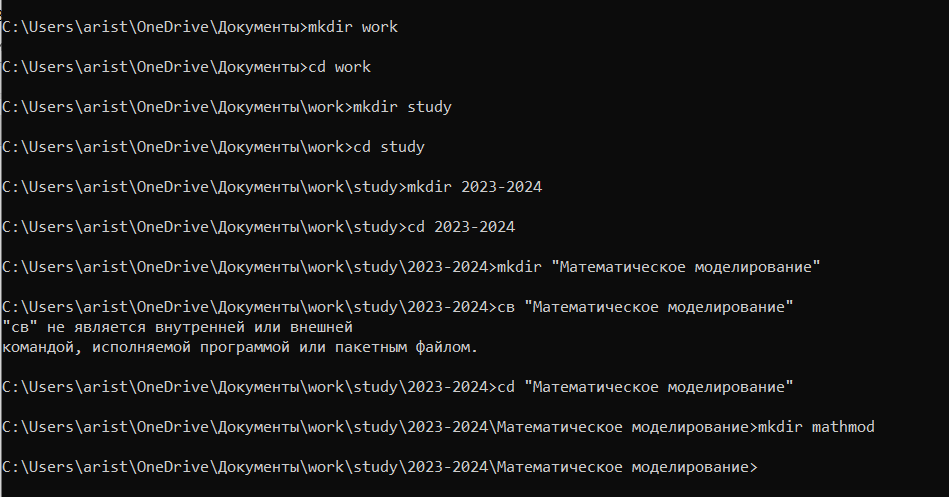 C:\Users\arist\OneDrive\Документы>mkdir work
C:\Users\arist\OneDrive\Документы>cd work
C:\Users\arist\OneDrive\Документы\work>mkdir study
C:\Users\arist\OneDrive\Документы\work>cd study
C:\Users\arist\OneDrive\Документы\work\study>mkdir 2023-2024
C:\Users\arist\OneDrive\Документы\work\study>cd 2023-2024
C:\Users\arist\OneDrive\Документы\work\study\2023-2024>mkdir "Математическое моделирование"
C:\Users\arist\OneDrive\Документы\work\study\2023-2024>св "Математическое моделирование"
"св" не является внутренней или внешней
командой, исполняемой программой или пакетным файлом.
C:\Users\arist\OneDrive\Документы\work\study\2023-2024>cd "Математическое моделирование"
C:\Users\arist\OneDrive\Документы\work\study\2023-2024\Математическое моделирование>mkdir mathmod
C:\Users\arist\OneDrive\Документы\work\study\2023-2024\Математическое моделирование>